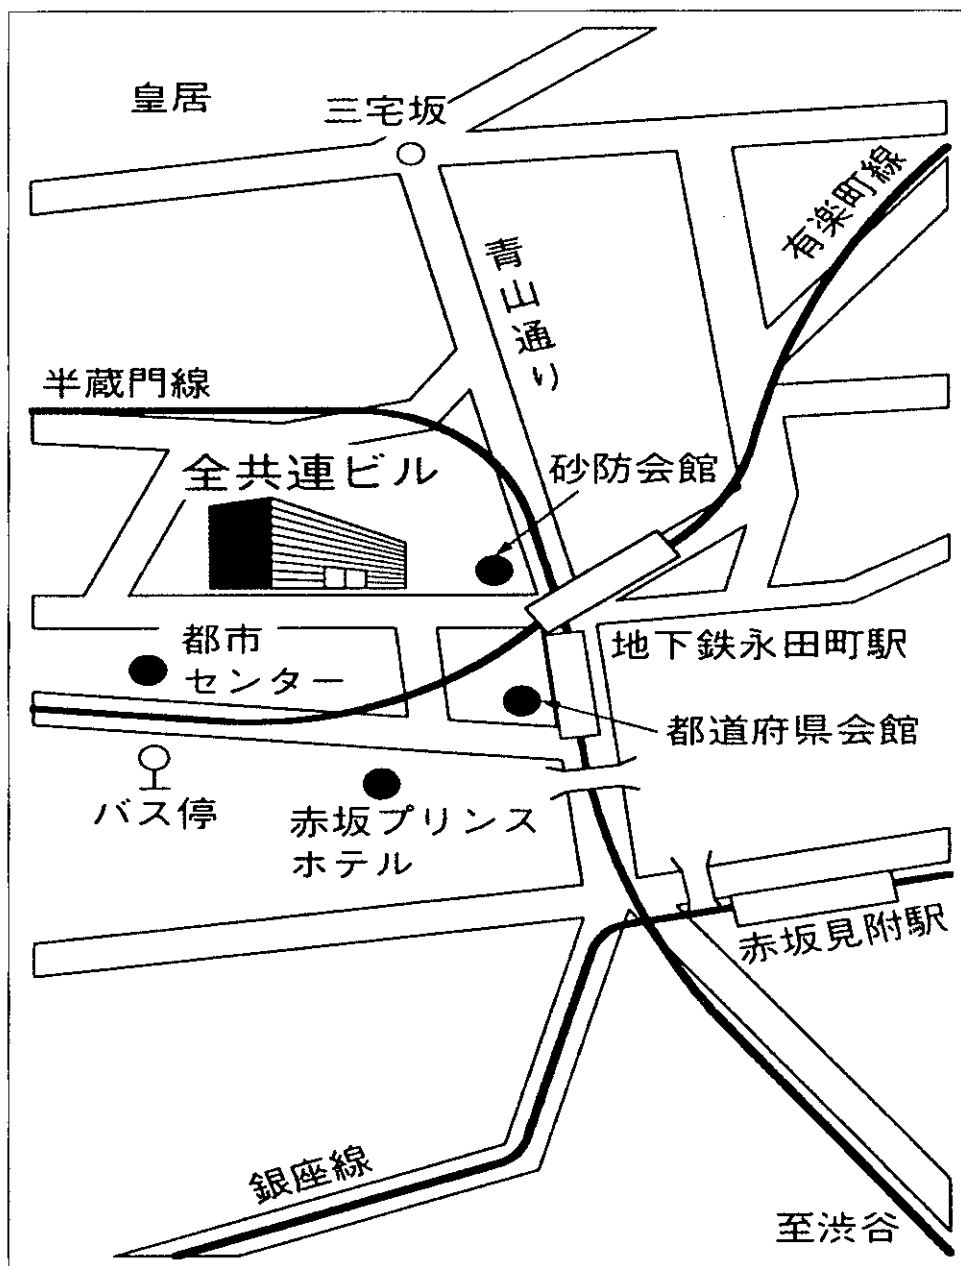 皇居
三宅坂
有楽町線
青山通り
半蔵門線
全共連ビル
砂防会館
都市
センター
地下鉄永田町駅
都道府県会館
バス停
赤坂プリンス
ホテル
赤坂見附駅
銀座線
至渋谷